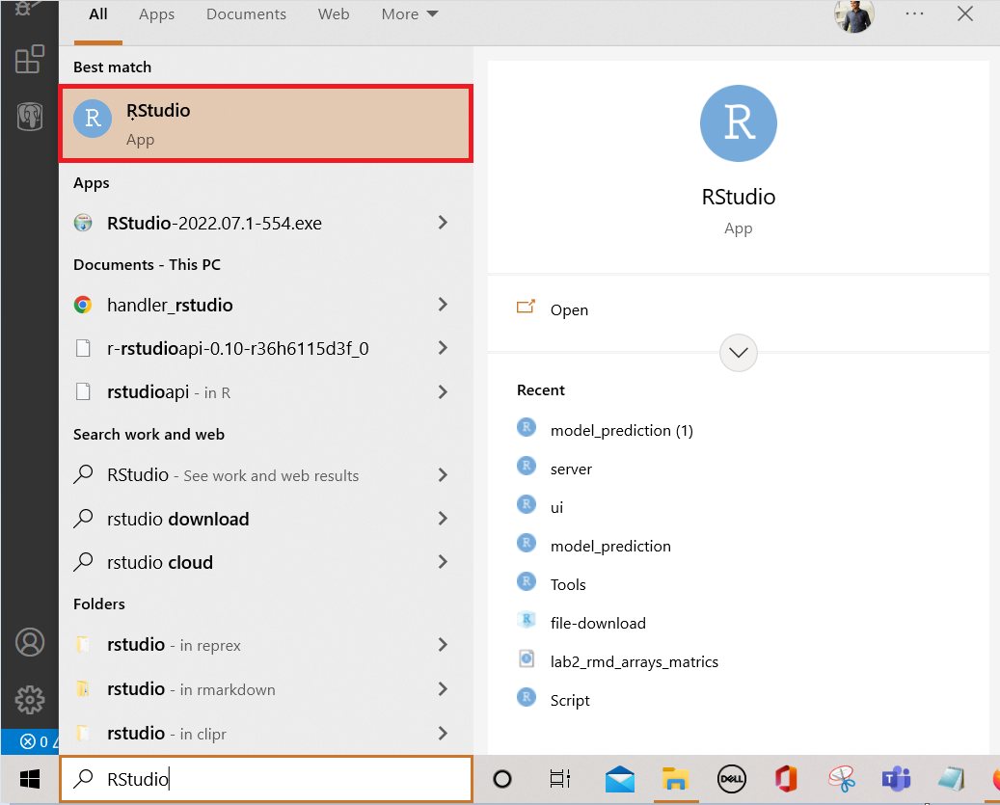 All Apps Documents Web More
Best match
R
RStudio
App
Apps
RStudio-2022.07.1-554.exe
Documents - This PC
handler_rstudio
r-rstudioapi-0.10-r36h6115d3f_0
rstudioapi - in R
Search work and web
RStudio - See work and web results
rstudio download
rstudio cloud
Folders
rstudio - in reprex
rstudio - in rmarkdown
rstudio - in clipr
R
RStudio
App
Open
Recent
R model_prediction (1)
R server
R ui
R model_prediction
R Tools
R file-download
lab2_rmd_arrays_matrics
R Script
0
RStudio
DELL
T